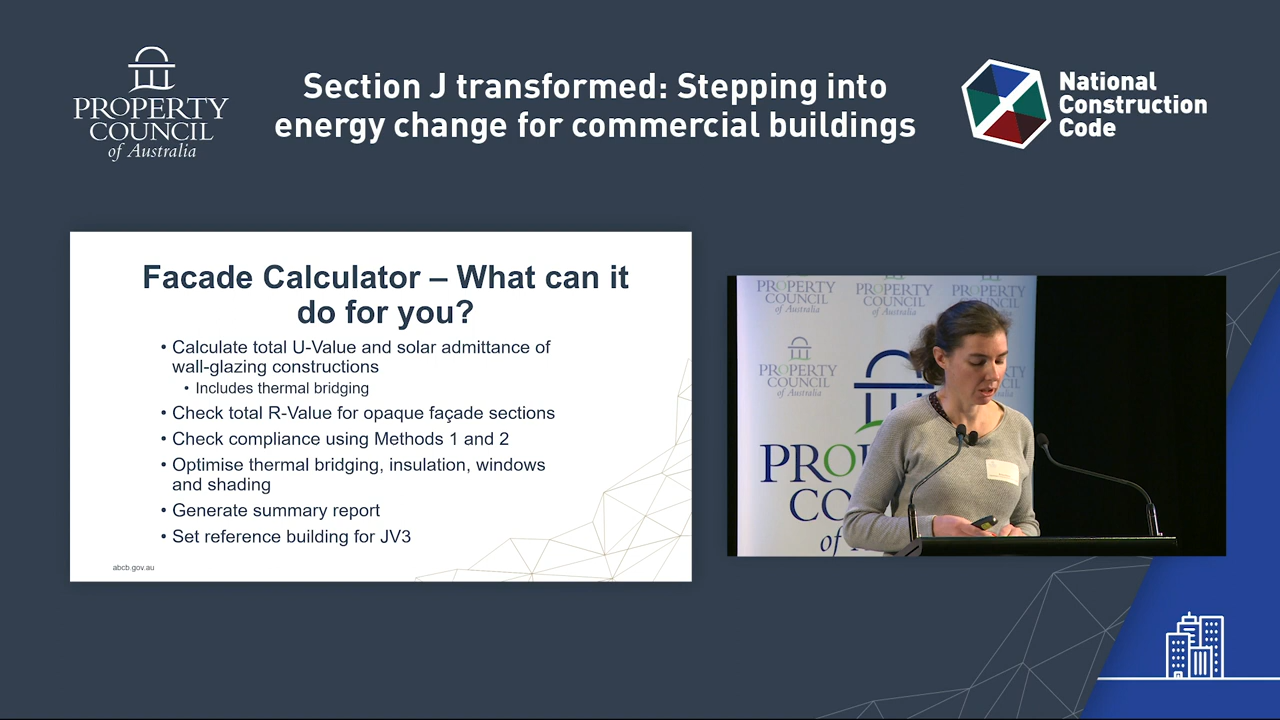 PROPERTY
COUNCIL
of Australia
Section J transformed: Stepping into
energy change for commercial buildings
National
Construction
Code
Facade Calculator – What can it
do for you?
• Calculate total U-Value and solar admittance of
wall-glazing constructions
• Includes thermal bridging
• Check total R-Value for opaque façade sections
• Check compliance using Methods 1 and 2
• Optimise thermal bridging, insulation, windows
and shading
• Generate summary report
• Set reference building for JV3
abcb.gov.au
PROPERTY
COUNCIL
of Australia
PROPERTY
COUNCIL
of Australia
PROPERTY
COUNCIL
of Australia
PROPERTY
COUNCIL
of Australia
PRO
COU
of